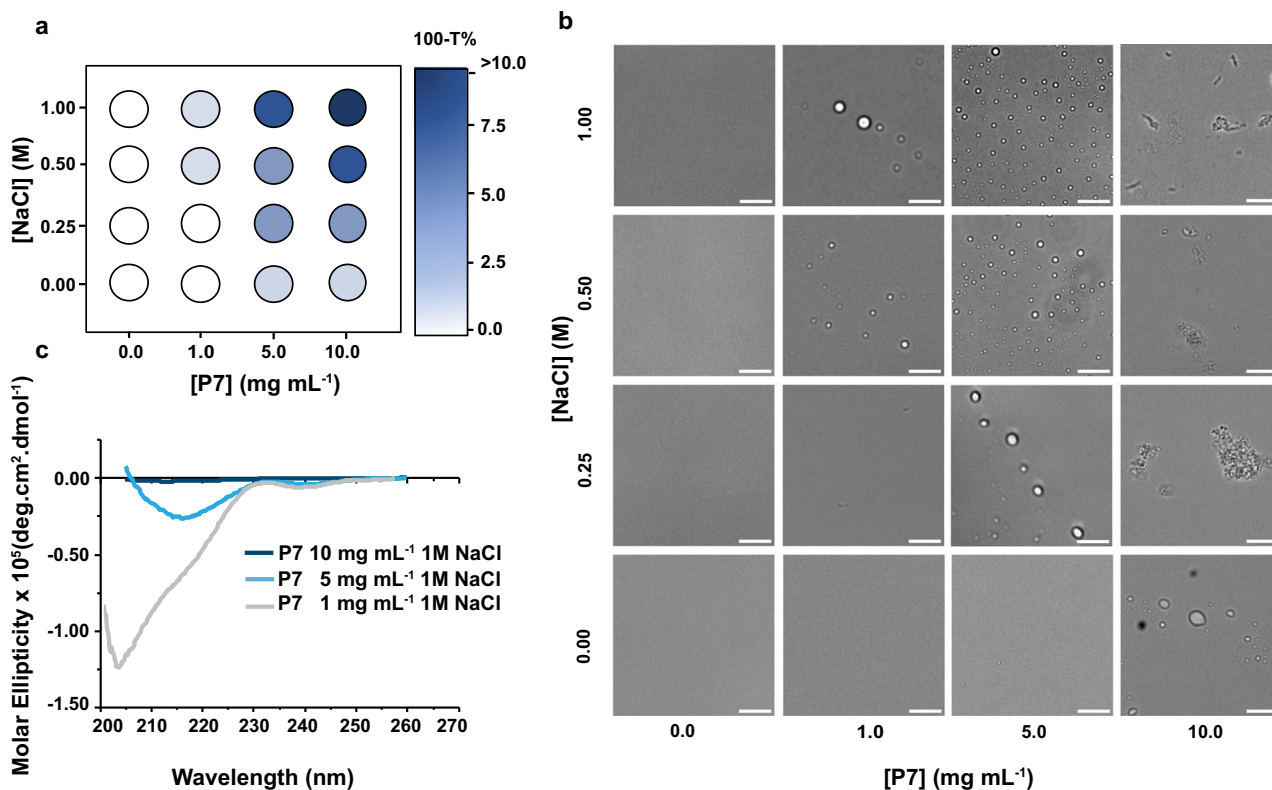 a
100-T%
>10.0
7.5
5.0
2.5
0.0
[NaCl] (M)
1.00
0.50
0.25
0.00
0.0 1.0 5.0 10.0
[P7] (mg mL⁻¹)
b
[NaCl] (M)
1.00
0.50
0.25
0.00
0.0 1.0 5.0 10.0
[P7] (mg mL⁻¹)
c
Molar Ellipticity x 10⁵(deg.cm².dmol⁻¹)
0.00
-0.50
-1.00
-1.50
P7 10 mg mL⁻¹ 1M NaCl
P7 5 mg mL⁻¹ 1M NaCl
P7 1 mg mL⁻¹ 1M NaCl
200 210 220 230 240 250 260 270
Wavelength (nm)